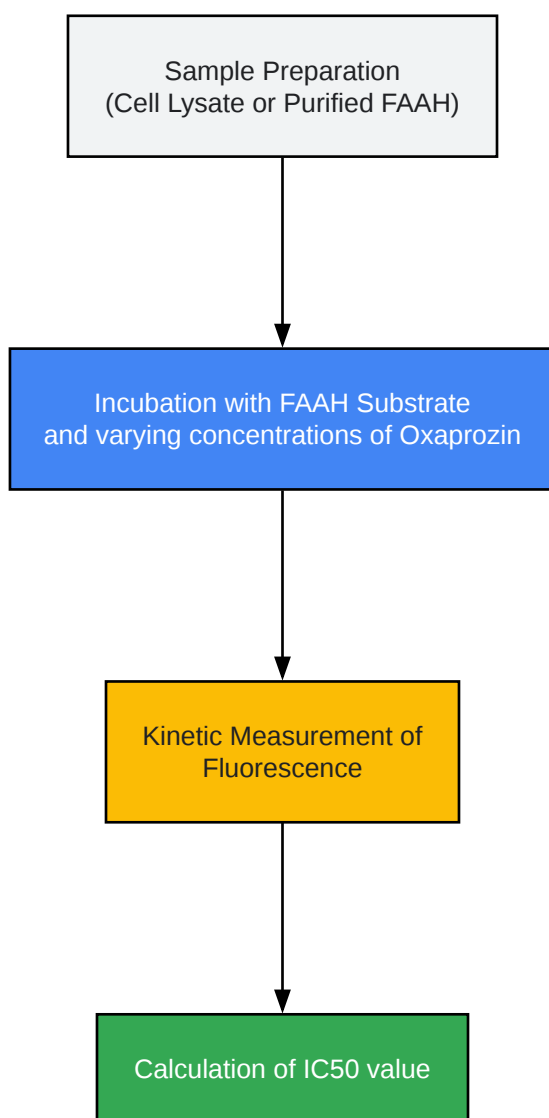 Sample Preparation
(Cell Lysate or Purified FAAH)
Incubation with FAAH Substrate
and varying concentrations of Oxaprozin
Kinetic Measurement of
Fluorescence
Calculation of IC50 value